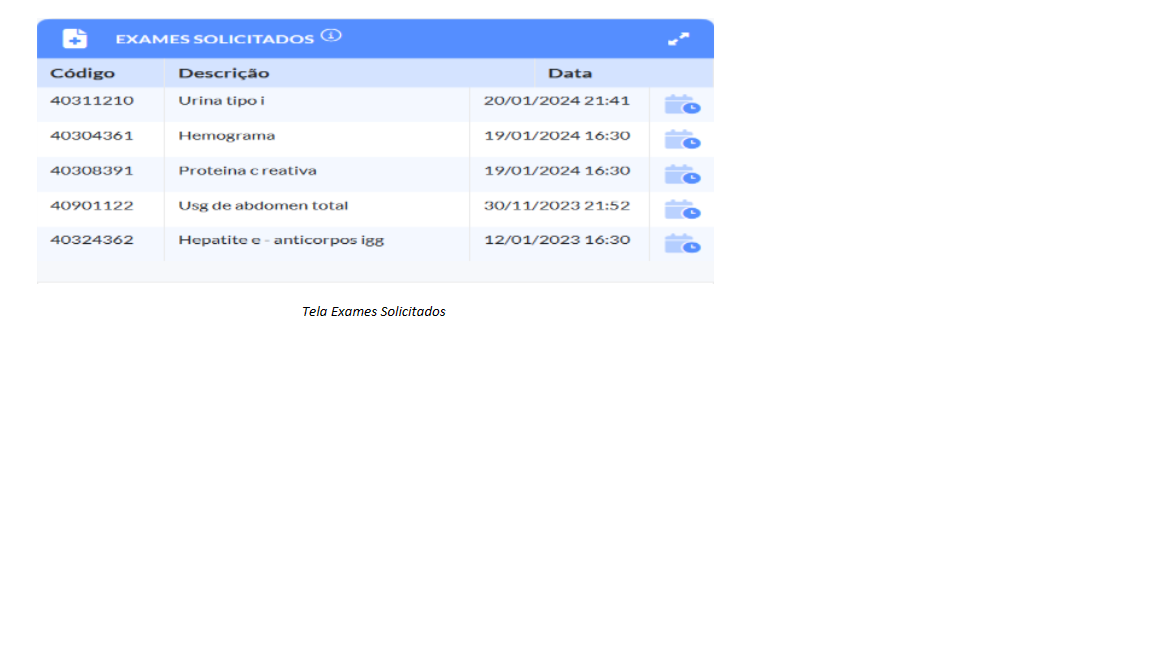 EXAMES SOLICITADOS
Código Descrição Data
40311210 Urina tipo i 20/01/2024 21:41
40304361 Hemograma 19/01/2024 16:30
40308391 Proteina c reativa 19/01/2024 16:30
40901122 Usg de abdomen total 30/11/2023 21:52
40324362 Hepatite e - anticorpos igg 12/01/2023 16:30
Tela Exames Solicitados